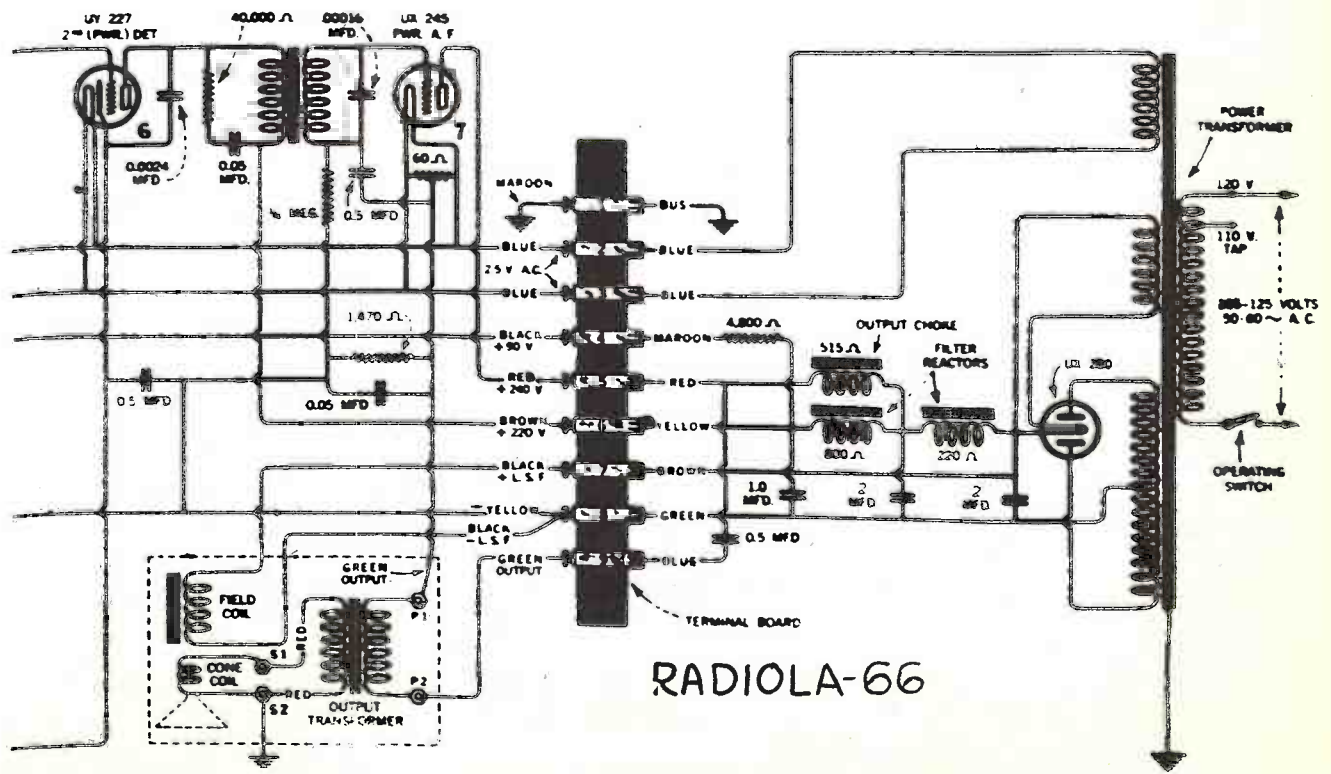 UY 227
2ND (PWR.) DET
40,000 Ω
.00016
MFD.
UX 245
PWR. A.F
6
7
0.0024
MFD
0.05
MFD.
60 Ω
MEG.
0.5 MFD
MAROON
BUS
BLUE
BLUE
2.5 V A.C.
BLUE
BLUE
1,470 Ω
BLACK
+90 V
MAROON
4,800 Ω
OUTPUT CHOKE
515 Ω
FILTER
REACTORS
UX 280
RED
+240 V
RED
0.5 MFD
0.05 MFD
BROWN
+220 V
YELLOW
800 Ω
220 Ω
BLACK
+L.S.F
BROWN
1.0
MFD.
2
MFD
2
MFD.
YELLOW
GREEN
BLACK
-L.S.F
0.5 MFD
GREEN
OUTPUT
BLUE
GREEN
OUTPUT
FIELD
COIL
RED
P1
CONE
COIL
S1
S2
RED
P2
OUTPUT
TRANSFORMER
TERMINAL BOARD
POWER
TRANSFORMER
120 V
110 V.
TAP
-125 VOLTS
50-60 ~ A.C.
OPERATING
SWITCH
RADIOLA-66